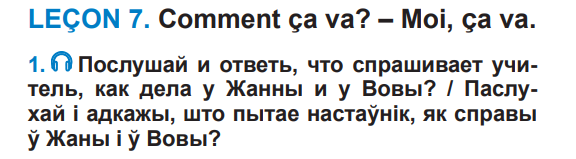 LEÇON 7. Comment ça va? – Moi, ça va.
1. Послушай и ответь, что спрашивает учи-
тель, как дела у Жанны и у Вовы? / Паслу-
хай і адкажы, што пытае настаўнік, як справы
ў Жаны і ў Вовы?